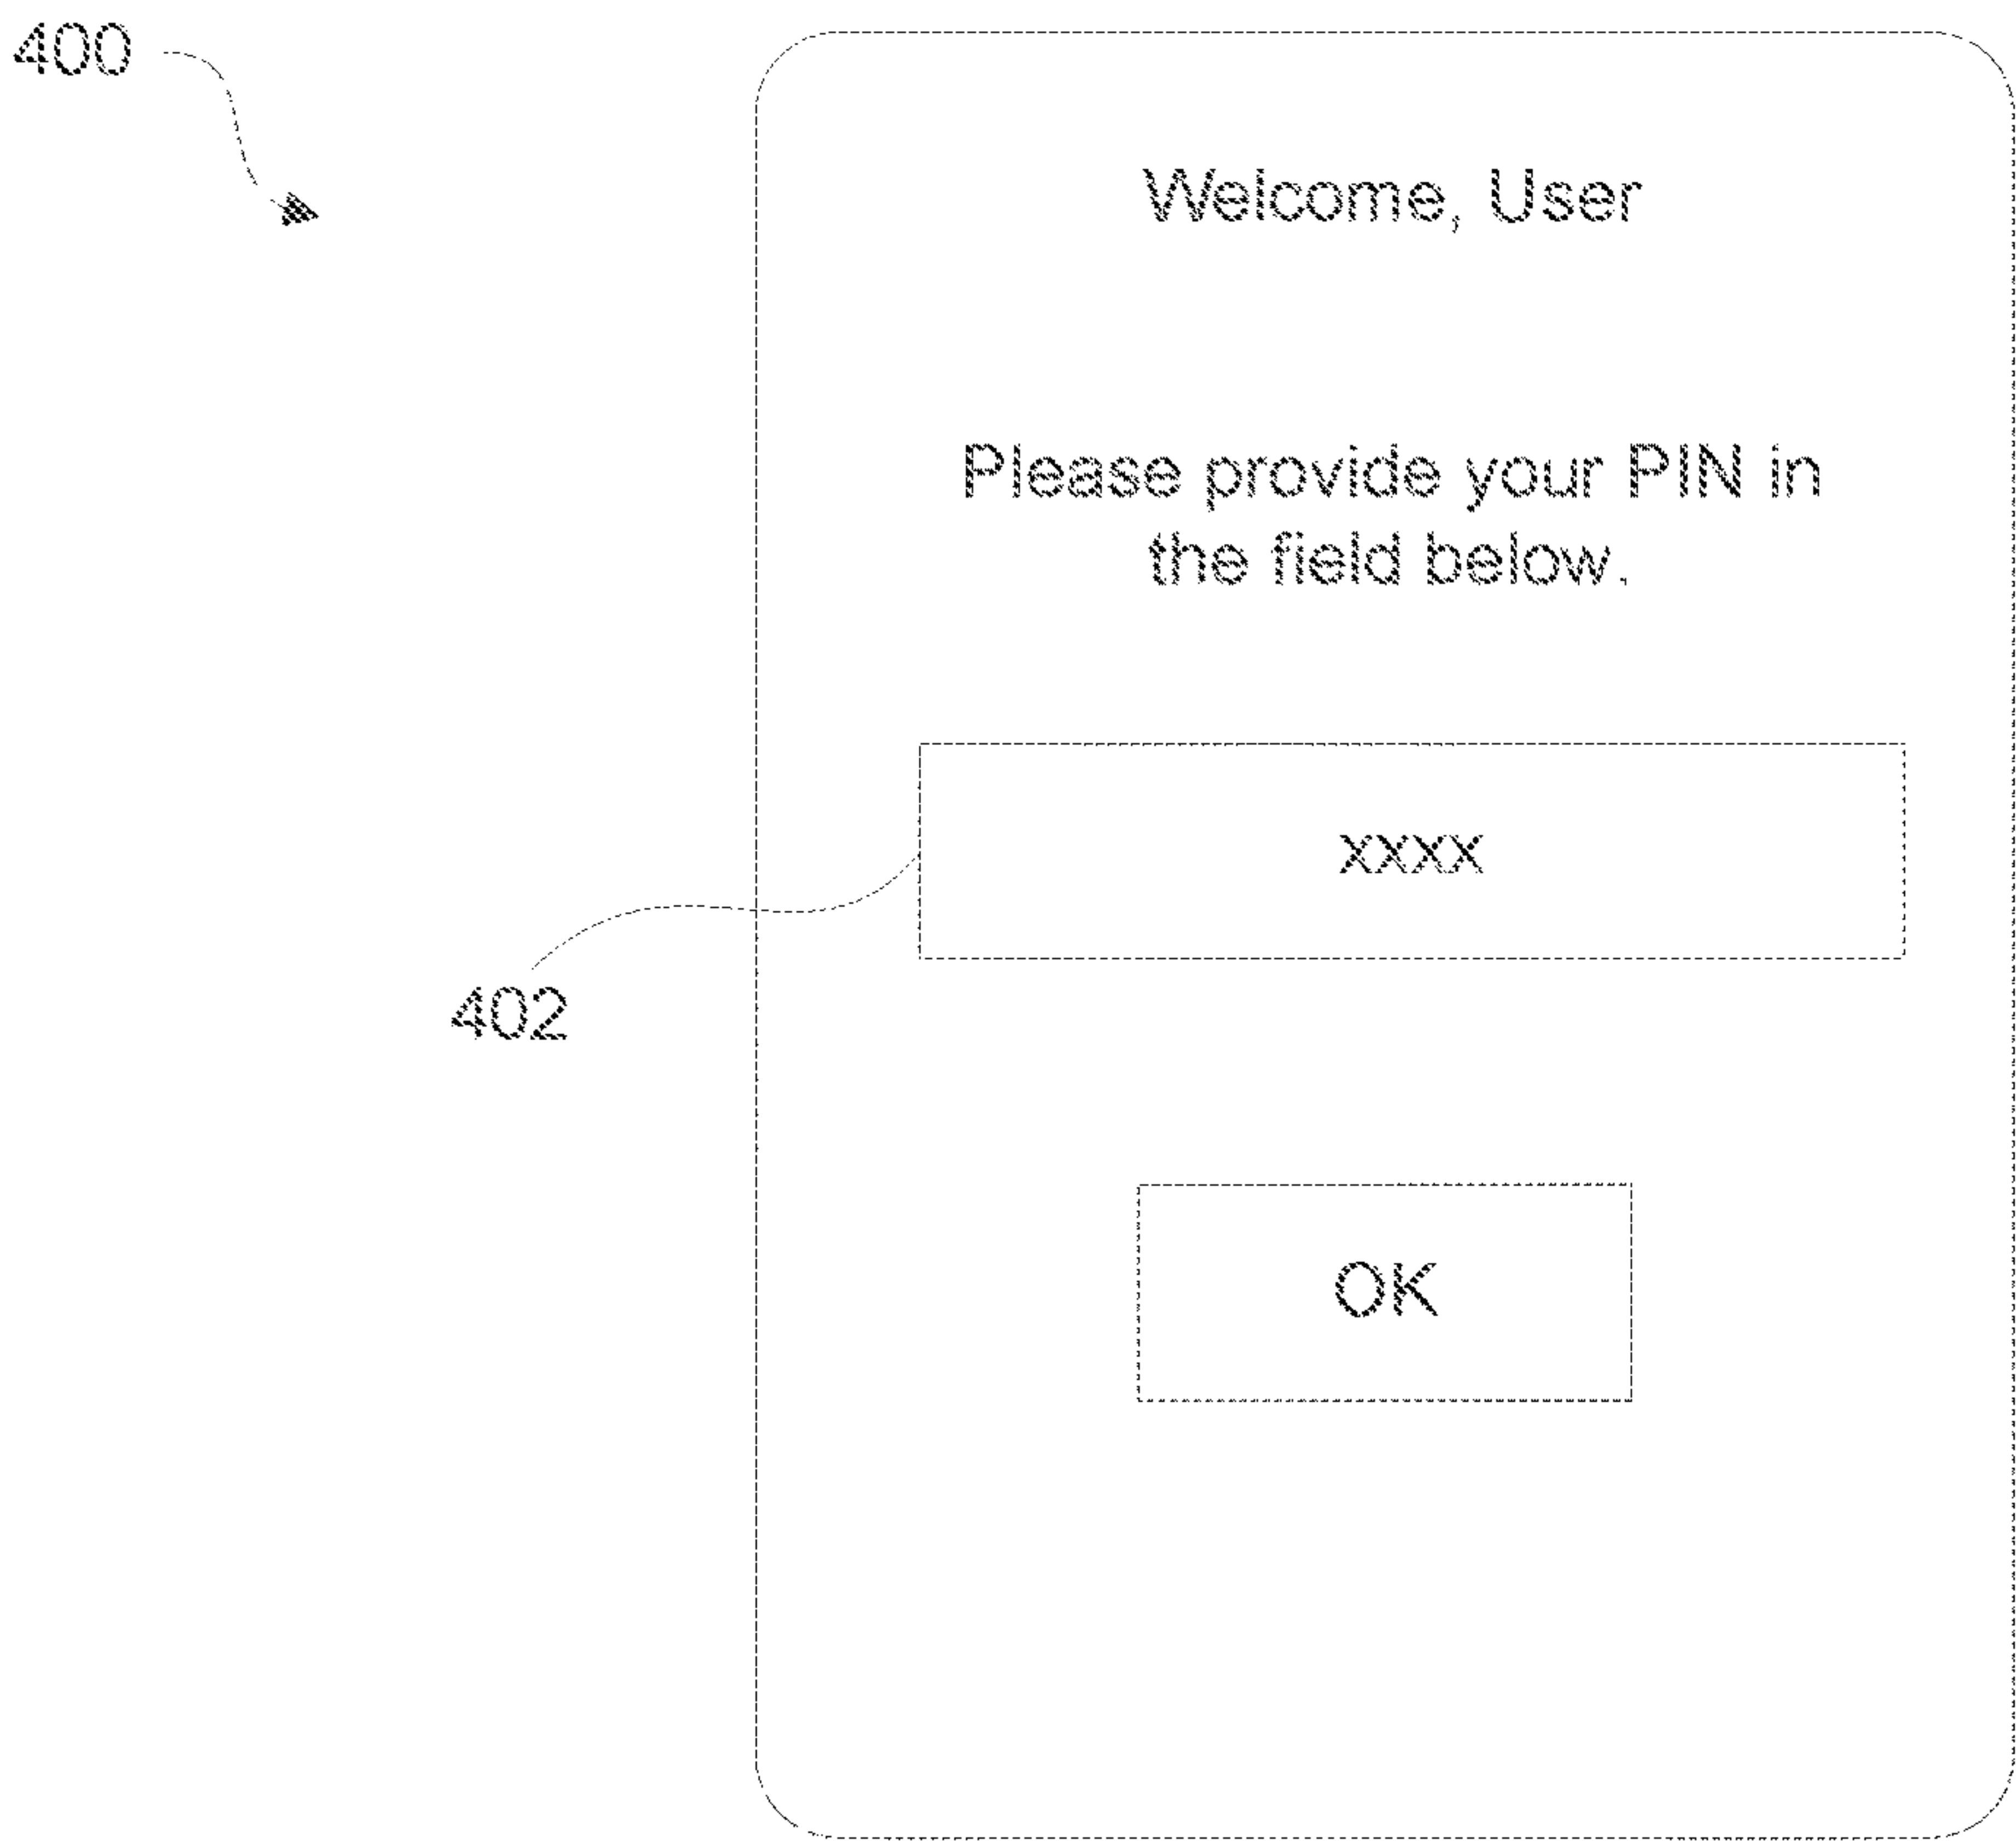 400
Welcome, User
Please provide your PIN in
the field below.
xxxx
402
OK